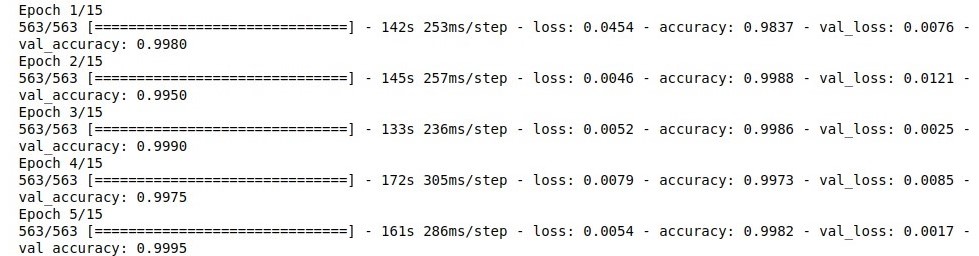 Epoch 1/15
563/563 [==============================] - 142s 253ms/step - loss: 0.0454 - accuracy: 0.9837 - val_loss: 0.0076 -
val_accuracy: 0.9980
Epoch 2/15
563/563 [==============================] - 145s 257ms/step - loss: 0.0046 - accuracy: 0.9988 - val_loss: 0.0121 -
val_accuracy: 0.9950
Epoch 3/15
563/563 [==============================] - 133s 236ms/step - loss: 0.0052 - accuracy: 0.9986 - val_loss: 0.0025 -
val_accuracy: 0.9990
Epoch 4/15
563/563 [==============================] - 172s 305ms/step - loss: 0.0079 - accuracy: 0.9973 - val_loss: 0.0085 -
val_accuracy: 0.9975
Epoch 5/15
563/563 [==============================] - 161s 286ms/step - loss: 0.0054 - accuracy: 0.9982 - val_loss: 0.0017 -
val_accuracy: 0.9995